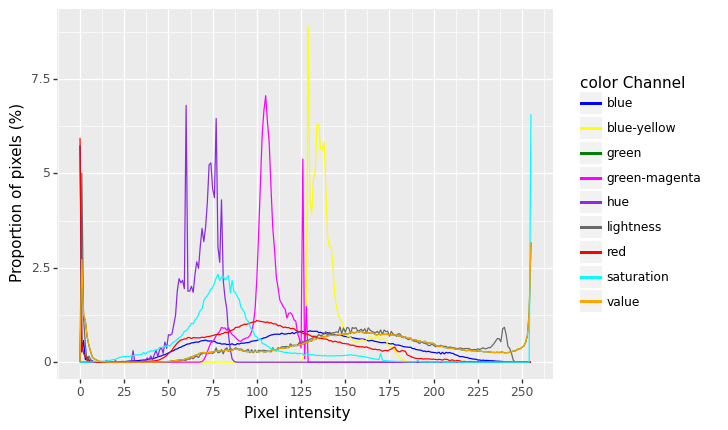 Proportion of pixels (%)
7.5
5
2.5
0
0
25
50
75
100
125
150
175
200
225
250
Pixel intensity
color Channel
blue
blue-yellow
green
green-magenta
hue
lightness
red
saturation
value